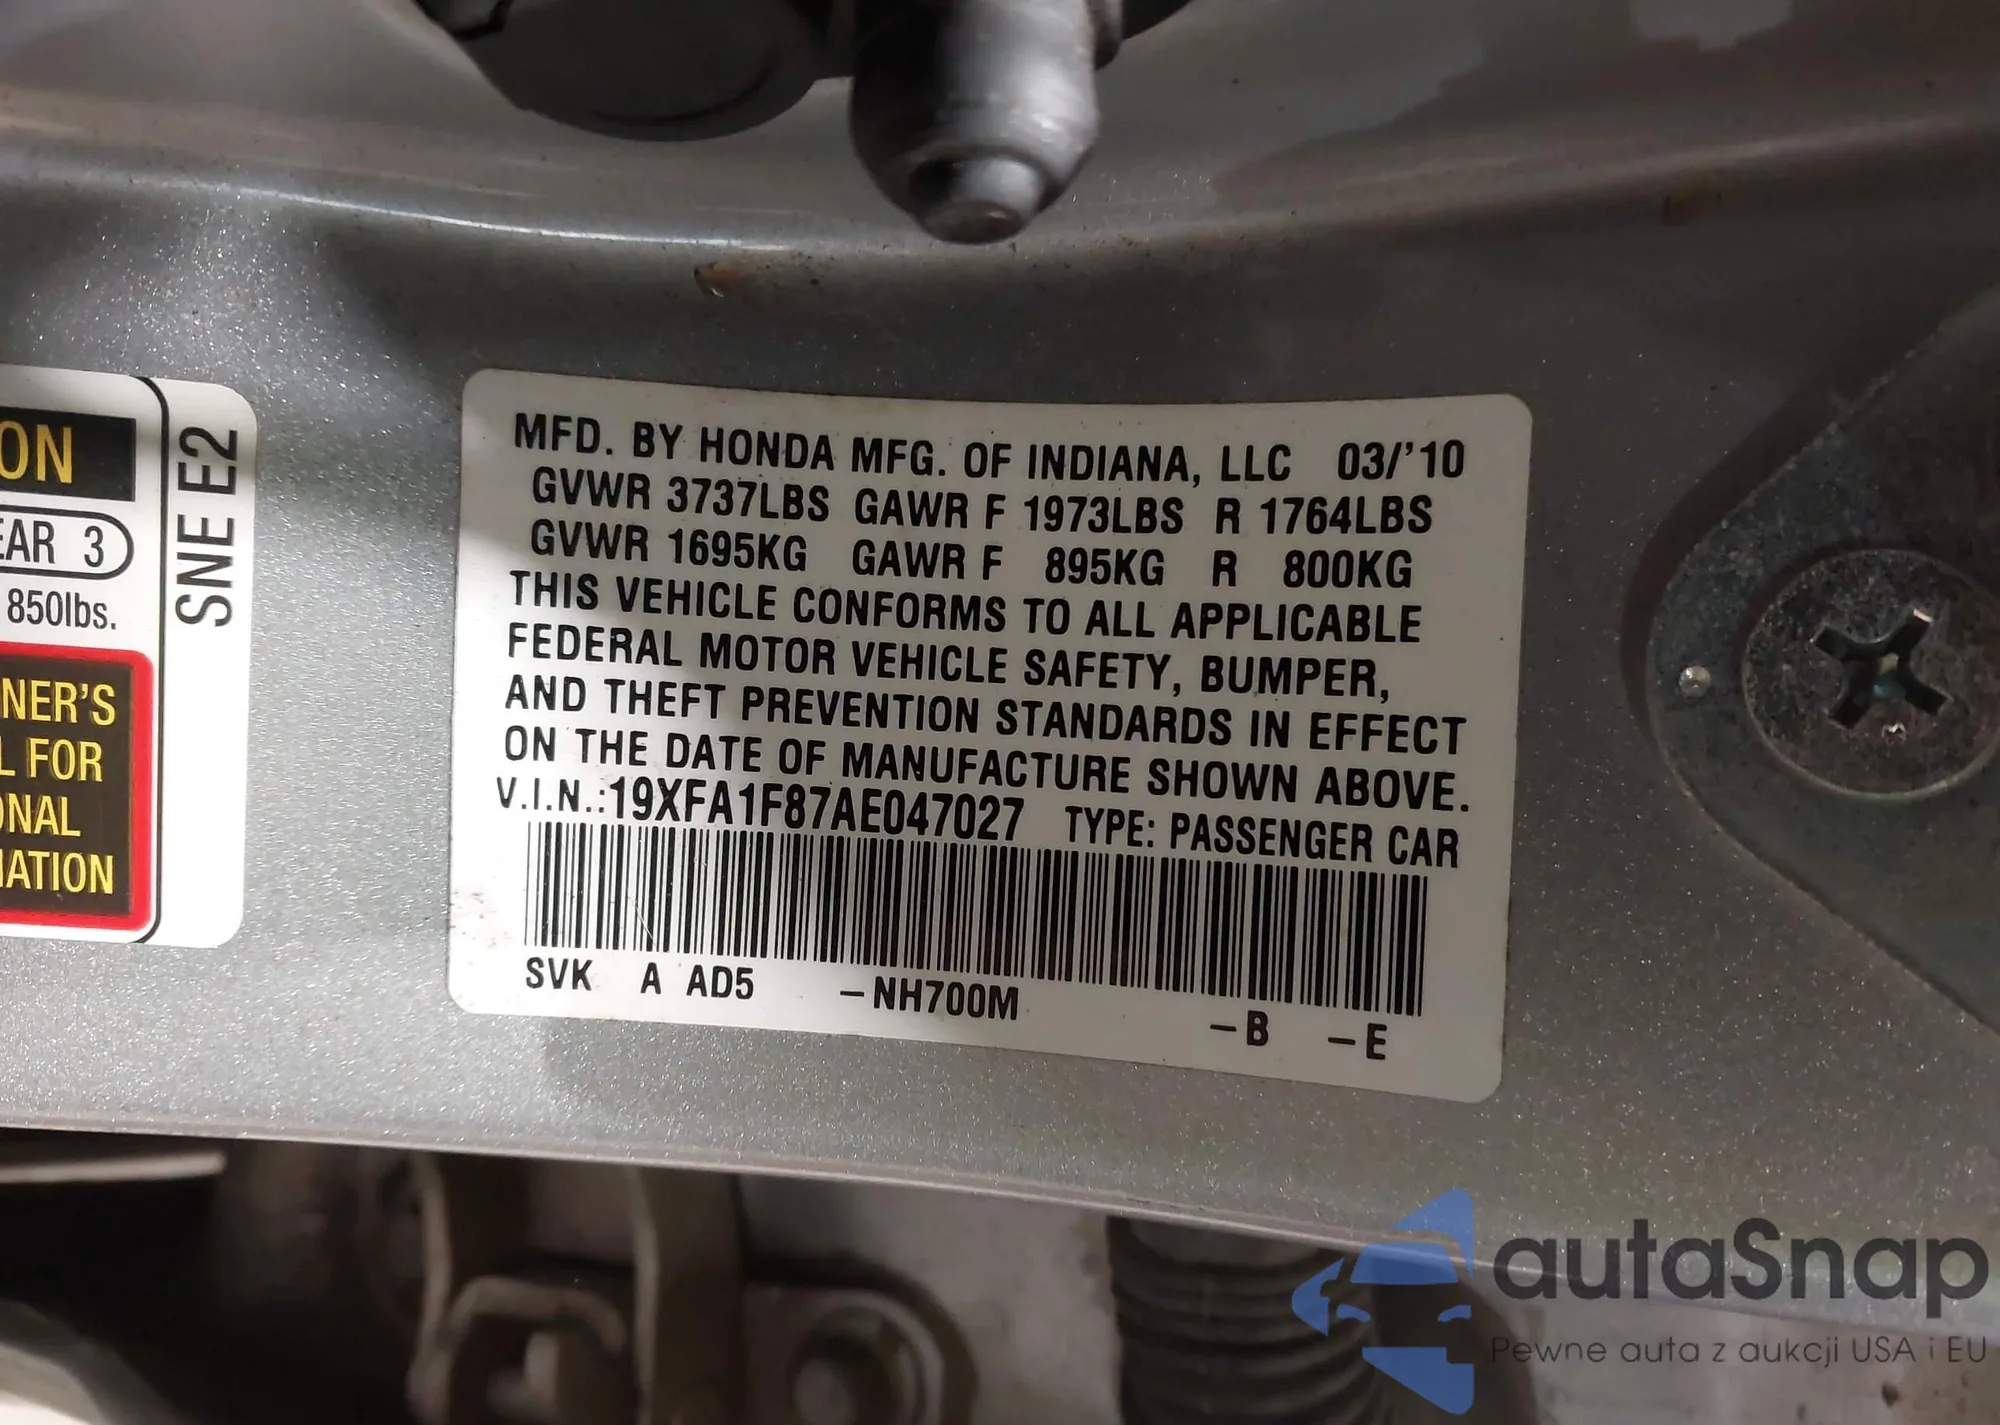 ON
EAR 3
850lbs.
NER'S
L FOR
ONAL
MATION
SNE E2
MFD. BY HONDA MFG. OF INDIANA, LLC 03/'10
GVWR 3737LBS GAWR F 1973LBS R 1764LBS
GVWR 1695KG GAWR F 895KG R 800KG
THIS VEHICLE CONFORMS TO ALL APPLICABLE
FEDERAL MOTOR VEHICLE SAFETY, BUMPER,
AND THEFT PREVENTION STANDARDS IN EFFECT
ON THE DATE OF MANUFACTURE SHOWN ABOVE.
V.I.N.:19XFA1F87AE047027 TYPE: PASSENGER CAR
SVK A AD5 -NH700M -B -E
autaSnap
Pewne auta z aukcji USA i EU